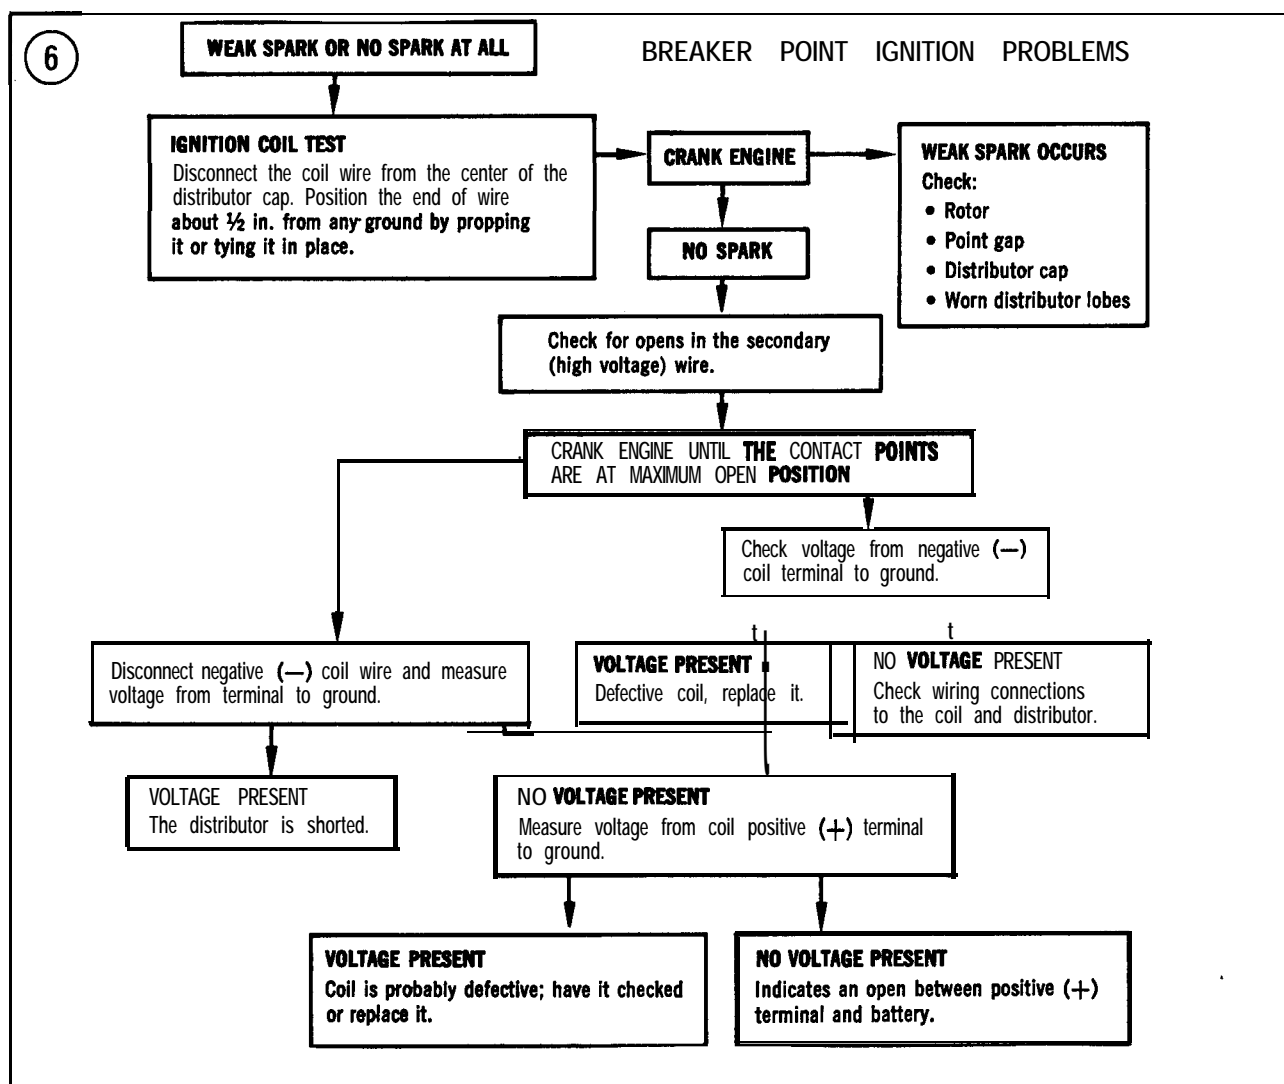 6
BREAKER POINT IGNITION PROBLEMS
WEAK SPARK OR NO SPARK AT ALL
IGNITION COIL TEST
Disconnect the coil wire from the center of the
distributor cap. Position the end of wire
about ½ in. from any ground by propping
it or tying it in place.
CRANK ENGINE
WEAK SPARK OCCURS
Check:
• Rotor
• Point gap
• Distributor cap
• Worn distributor lobes
NO SPARK
Check for opens in the secondary
(high voltage) wire.
CRANK ENGINE UNTIL THE CONTACT POINTS
ARE AT MAXIMUM OPEN POSITION
Check voltage from negative (—)
coil terminal to ground.
t
t
Disconnect negative (—) coil wire and measure
voltage from terminal to ground.
VOLTAGE PRESENT
Defective coil, replace it.
NO VOLTAGE PRESENT
Check wiring connections
to the coil and distributor.
VOLTAGE PRESENT
The distributor is shorted.
NO VOLTAGE PRESENT
Measure voltage from coil positive (+) terminal
to ground.
VOLTAGE PRESENT
Coil is probably defective; have it checked
or replace it.
NO VOLTAGE PRESENT
Indicates an open between positive (+)
terminal and battery.